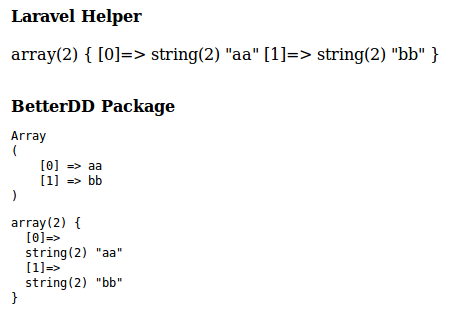 Laravel Helper
array(2) { [0]=> string(2) "aa" [1]=> string(2) "bb" }
BetterDD Package
Array
(
    [0] => aa
    [1] => bb
)
array(2) {
  [0]=>
  string(2) "aa"
  [1]=>
  string(2) "bb"
}